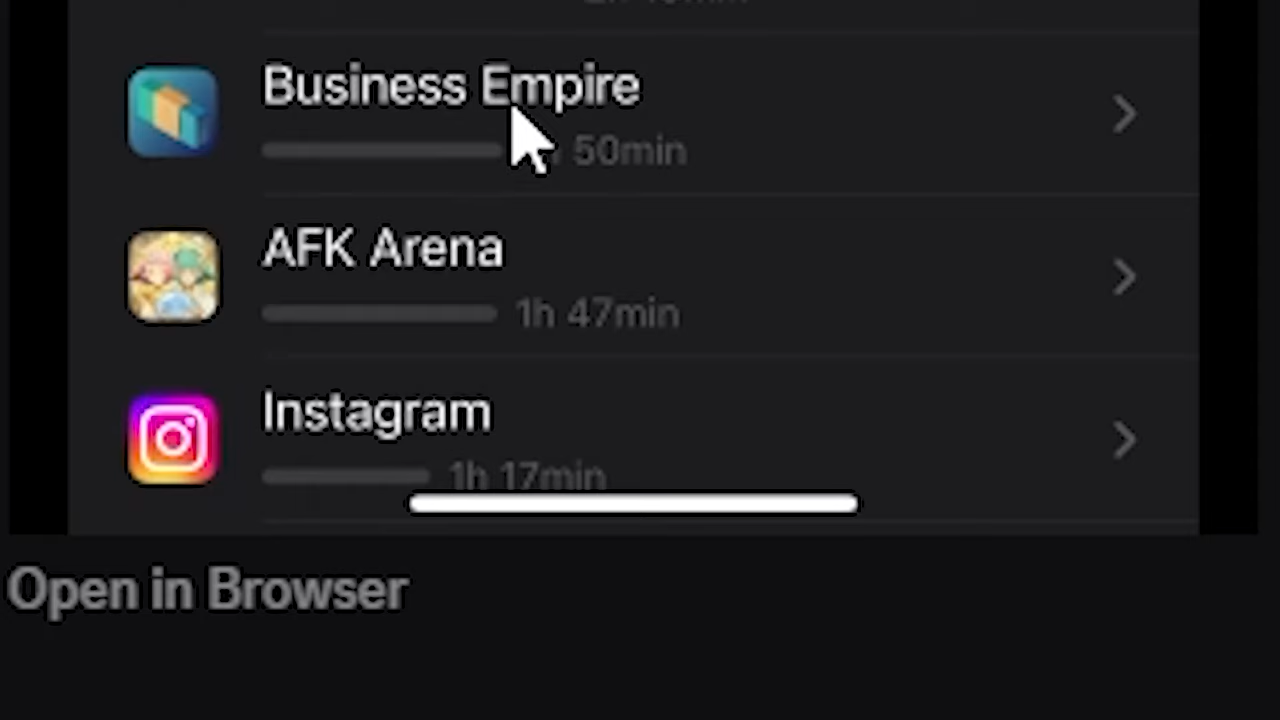 Business Empire
50min
AFK Arena
1h 47min
Instagram
1h 17min
Open in Browser